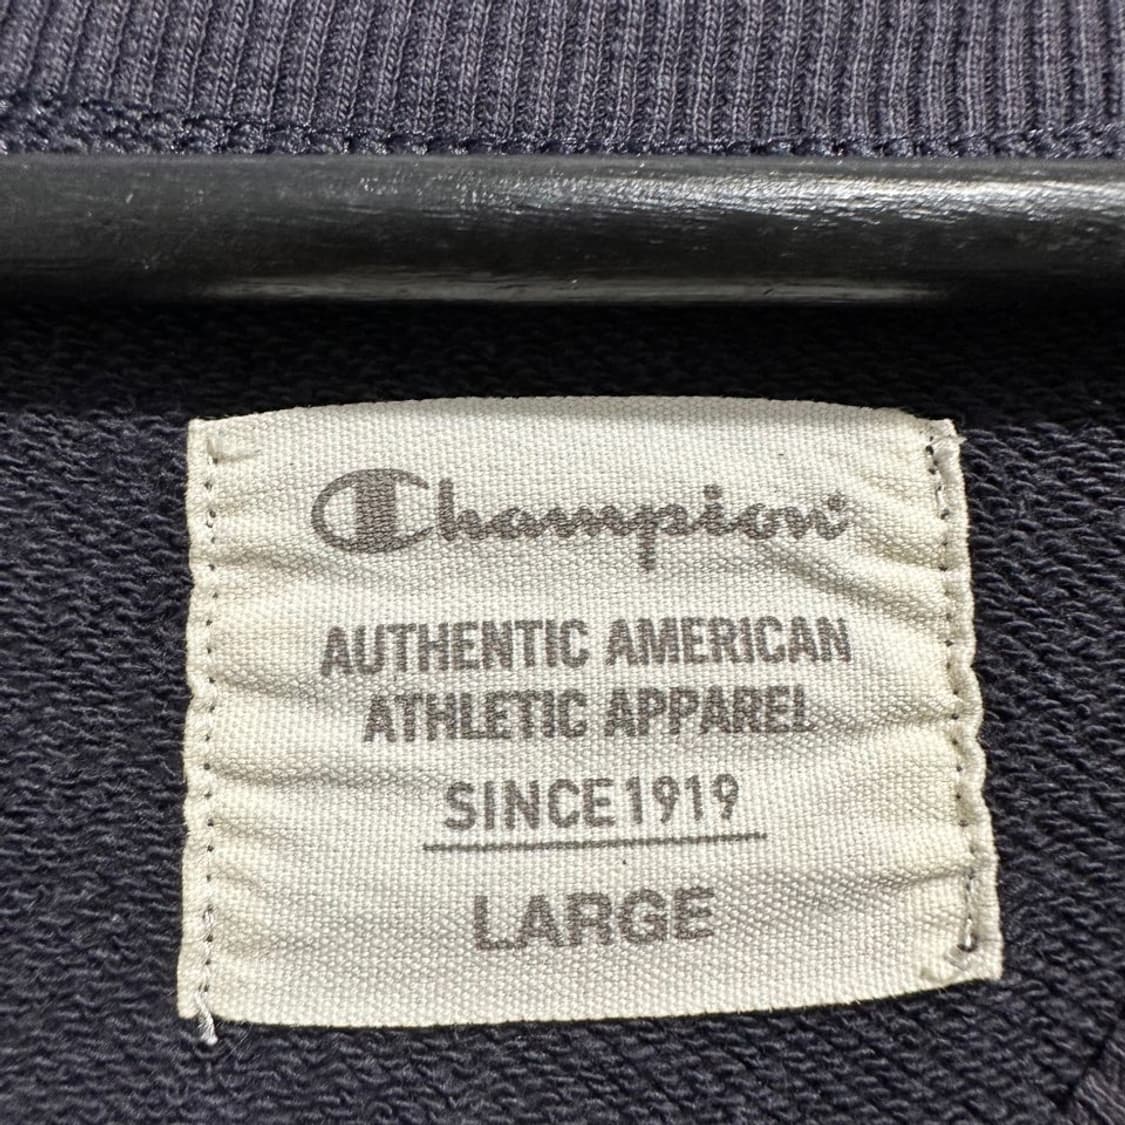 Champion
AUTHENTIC AMERICAN
ATHLETIC APPAREL
SINCE 1919
LARGE